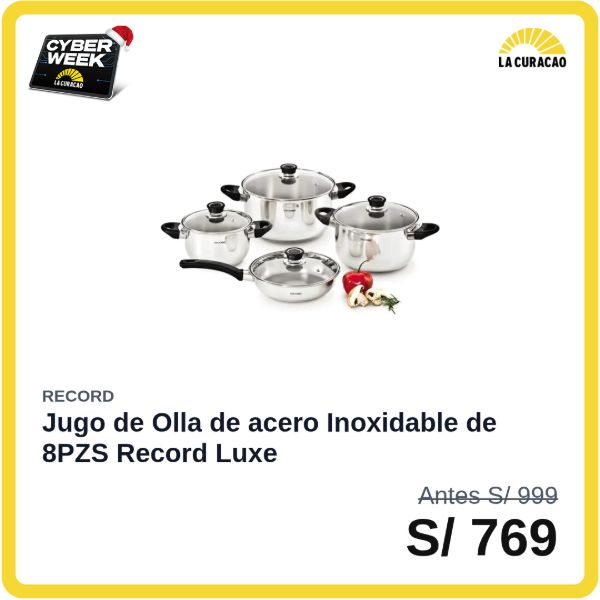 CYBER
WEEK
LA CURACAO
LA CURACAO
RECORD
Jugo de Olla de acero Inoxidable de
8PZS Record Luxe
Antes S/ 999
S/ 769